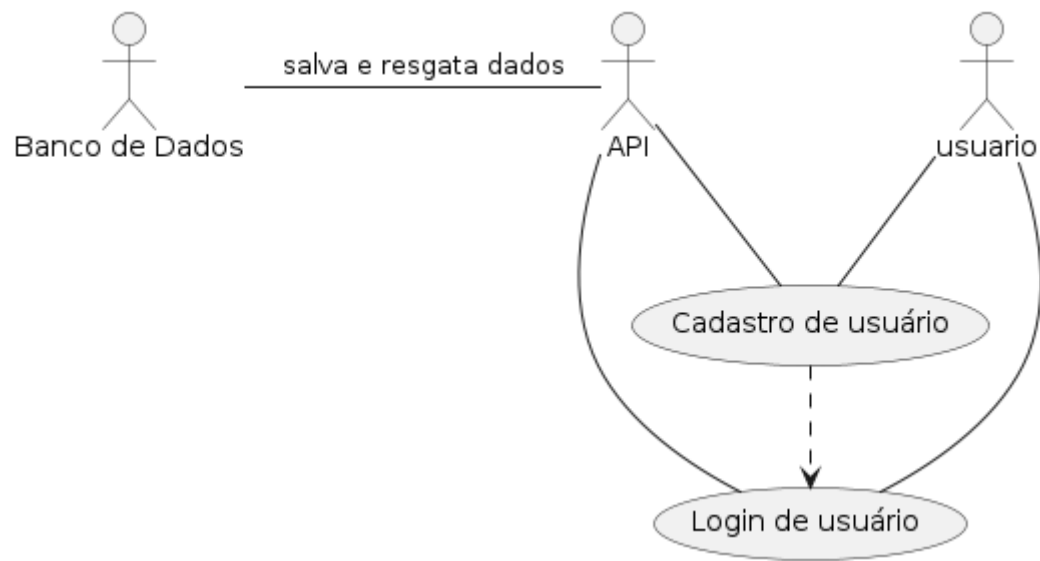 salva e resgata dados
Banco de Dados
API
usuario
Cadastro de usuário
Login de usuário